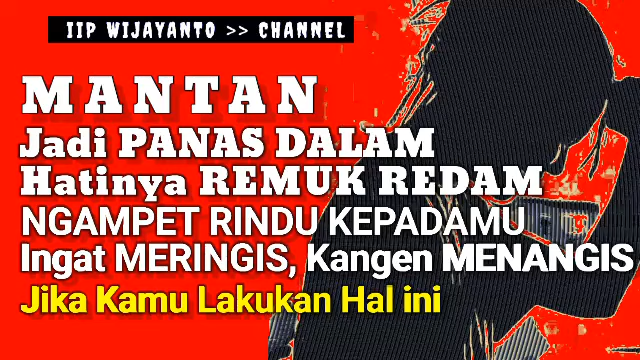 IIP WIJAYANTO >> CHANNEL
MANTAN
Jadi PANAS DALAM
Hatinya REMUK REDAM
NGAMPET RINDU KEPADAMU
Ingat MERINGIS, Kangen MENANGIS
Jika Kamu Lakukan Hal ini